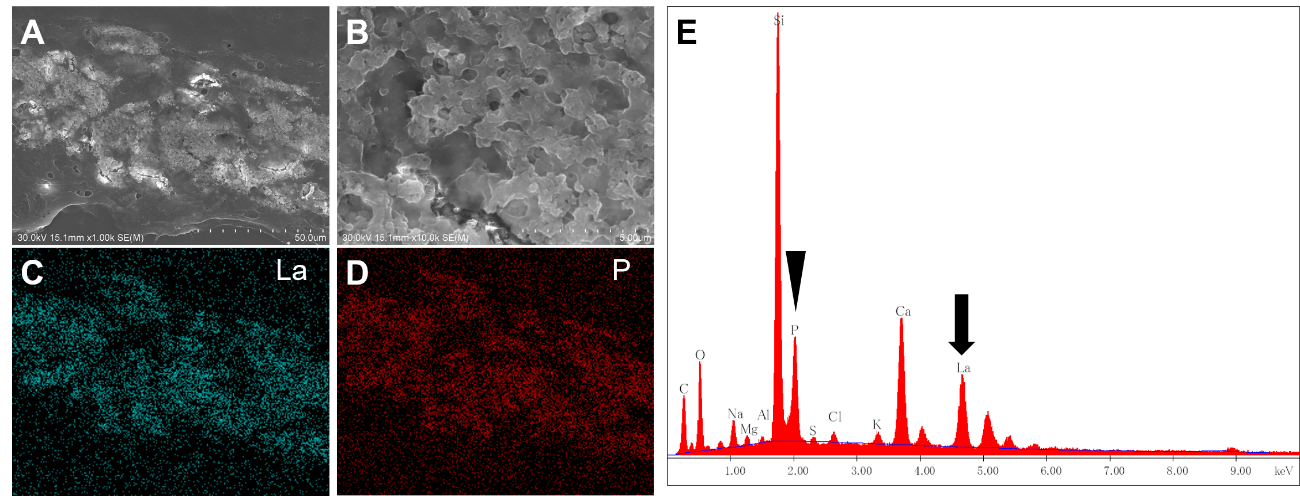 A
30.0kV 15.1mm x1.00k SE(M)
50.0um
B
30.0kV 15.1mm x10.0k SE(M)
5.00um
C
La
D
P
E
Si
P
Ca
La
O
C
Na
Mg
Al
S
Cl
K
1.00 2.00 3.00 4.00 5.00 6.00 7.00 8.00 9.00 keV